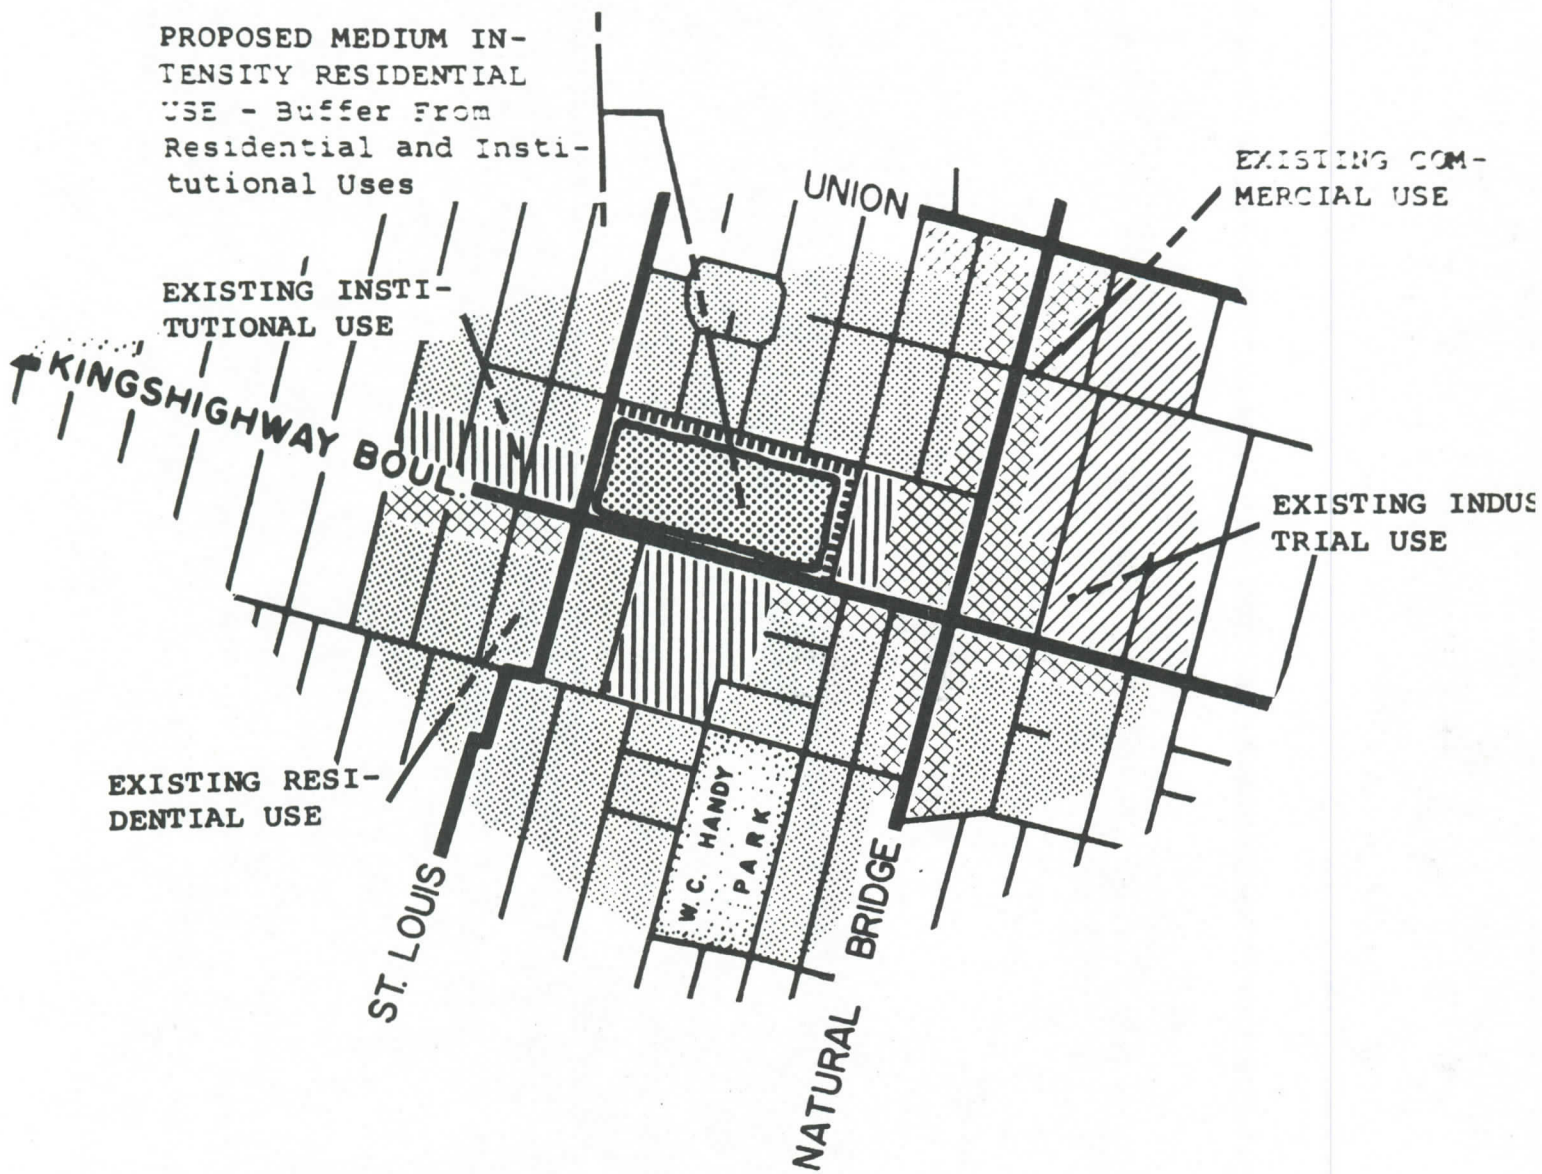 PROPOSED MEDIUM IN-
TENSITY RESIDENTIAL
USE - Buffer From
Residential and Insti-
tutional Uses
UNION
EXISTING COM-
MERCIAL USE
EXISTING INSTI-
TUTIONAL USE
KINGSHIGHWAY BOUL.
EXISTING INDUS
TRIAL USE
EXISTING RESI-
DENTIAL USE
W.C. HANDY
PARK
ST. LOUIS
NATURAL BRIDGE